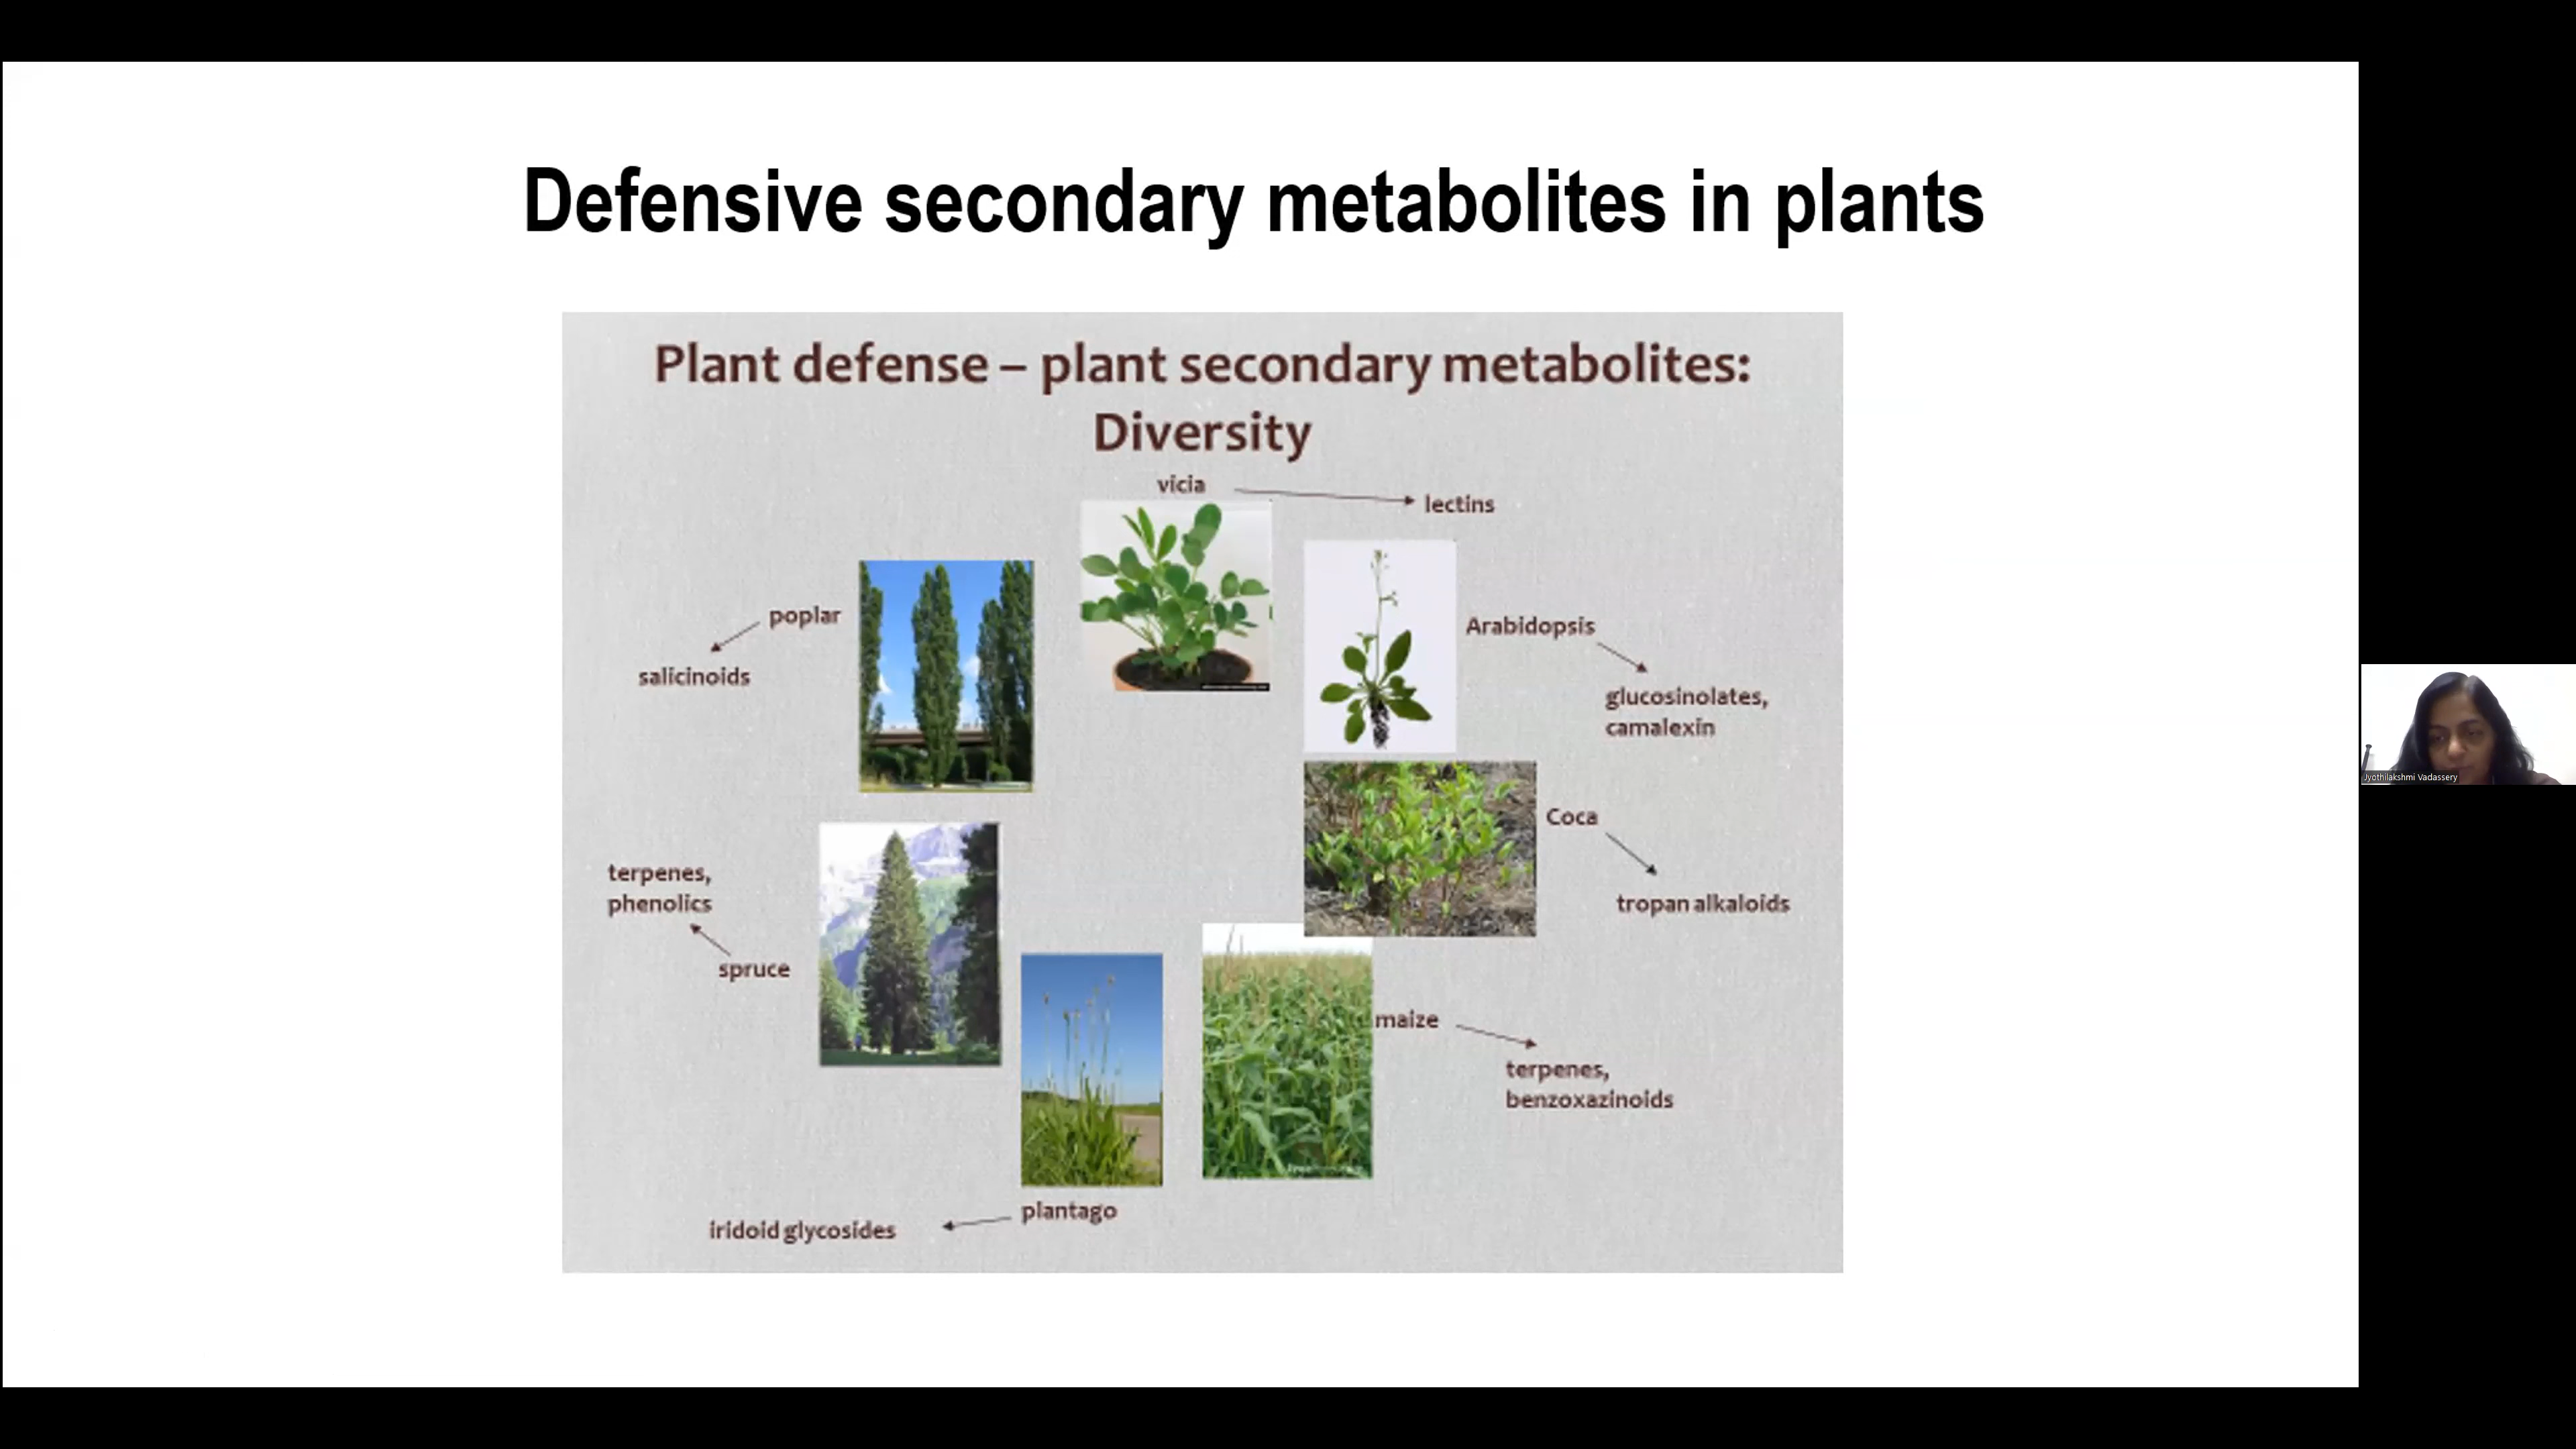 Defensive secondary metabolites in plants
Plant defense – plant secondary metabolites:
Diversity
vicia
lectins
poplar
salicinoids
Arabidopsis
glucosinolates,
camalexin
Coca
tropan alkaloids
terpenes,
phenolics
spruce
maize
terpenes,
benzoxazinoids
plantago
iridoid glycosides
Jyothilakshmi Vadassery